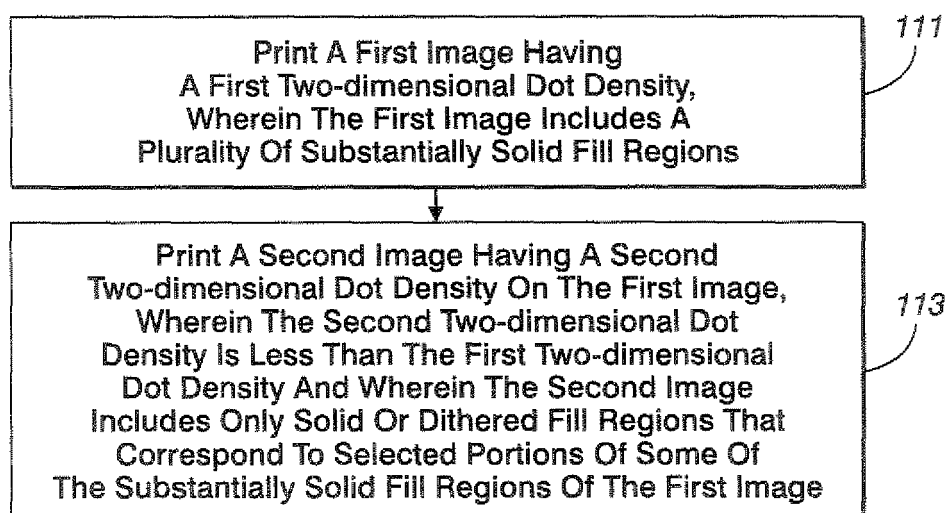 111
Print A First Image Having
A First Two-dimensional Dot Density,
Wherein The First Image Includes A
Plurality Of Substantially Solid Fill Regions
Print A Second Image Having A Second
Two-dimensional Dot Density On The First Image,
Wherein The Second Two-dimensional Dot
Density Is Less Than The First Two-dimensional
Dot Density And Wherein The Second Image
Includes Only Solid Or Dithered Fill Regions That
Correspond To Selected Portions Of Some Of
The Substantially Solid Fill Regions Of The First Image
113